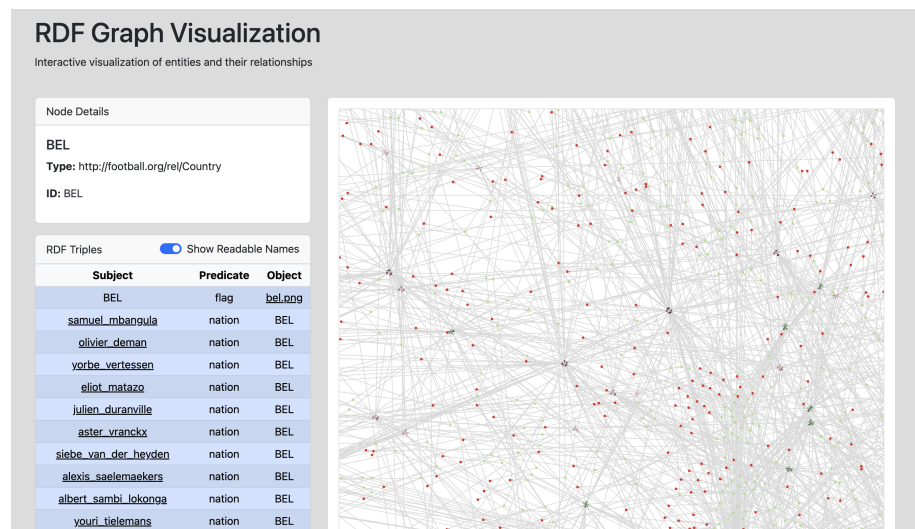 RDF Graph Visualization
Interactive visualization of entities and their relationships
Node Details
BEL
Type: http://football.org/rel/Country
ID: BEL
RDF Triples Show Readable Names
Subject Predicate Object
BEL flag bel.png
samuel_mbangula nation BEL
olivier_deman nation BEL
yorbe_vertessen nation BEL
eliot_matazo nation BEL
julien_duranville nation BEL
aster_vranckx nation BEL
siebe_van_der_heyden nation BEL
alexis_saelemaekers nation BEL
albert_sambi_lokonga nation BEL
youri_tielemans nation BEL